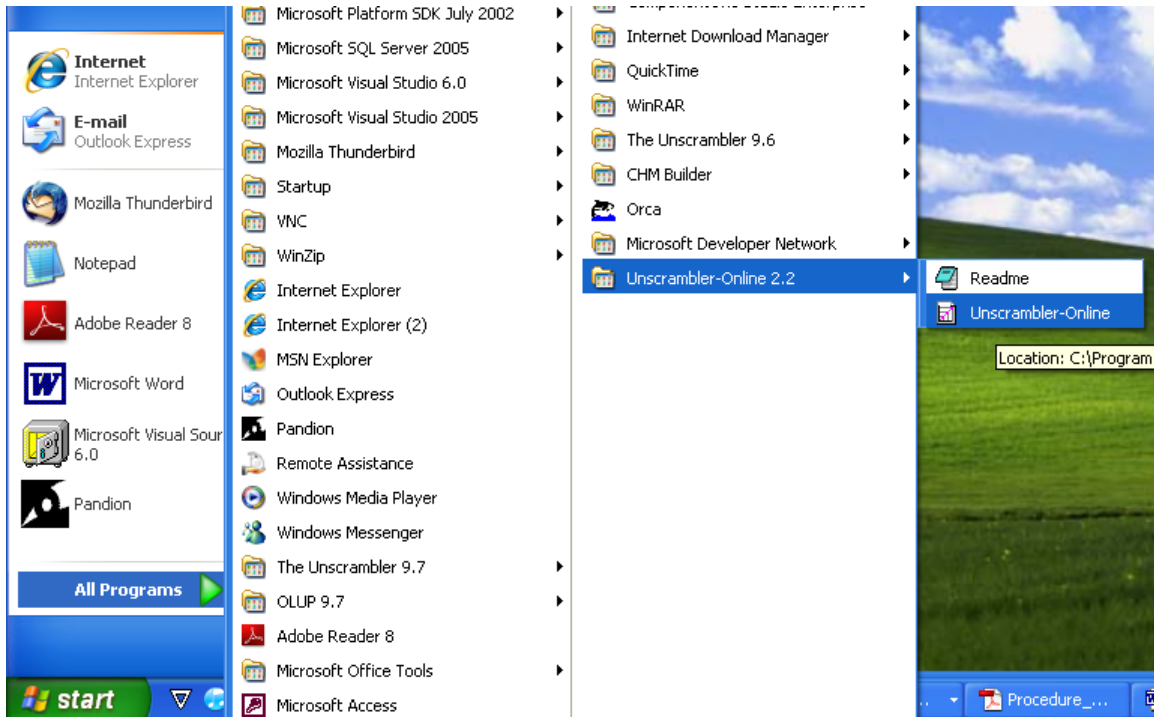 Internet
Internet Explorer
E-mail
Outlook Express
Mozilla Thunderbird
Notepad
Adobe Reader 8
Microsoft Word
Microsoft Visual Sour
6.0
Pandion
All Programs
start
Microsoft Platform SDK July 2002
Microsoft SQL Server 2005
Microsoft Visual Studio 6.0
Microsoft Visual Studio 2005
Mozilla Thunderbird
Startup
VNC
WinZip
Internet Explorer
Internet Explorer (2)
MSN Explorer
Outlook Express
Pandion
Remote Assistance
Windows Media Player
Windows Messenger
The Unscrambler 9.7
OLUP 9.7
Adobe Reader 8
Microsoft Office Tools
Microsoft Access
Internet Download Manager
QuickTime
WinRAR
The Unscrambler 9.6
CHM Builder
Orca
Microsoft Developer Network
Unscrambler-Online 2.2
Readme
Unscrambler-Online
Location: C:\Program
Procedure_...